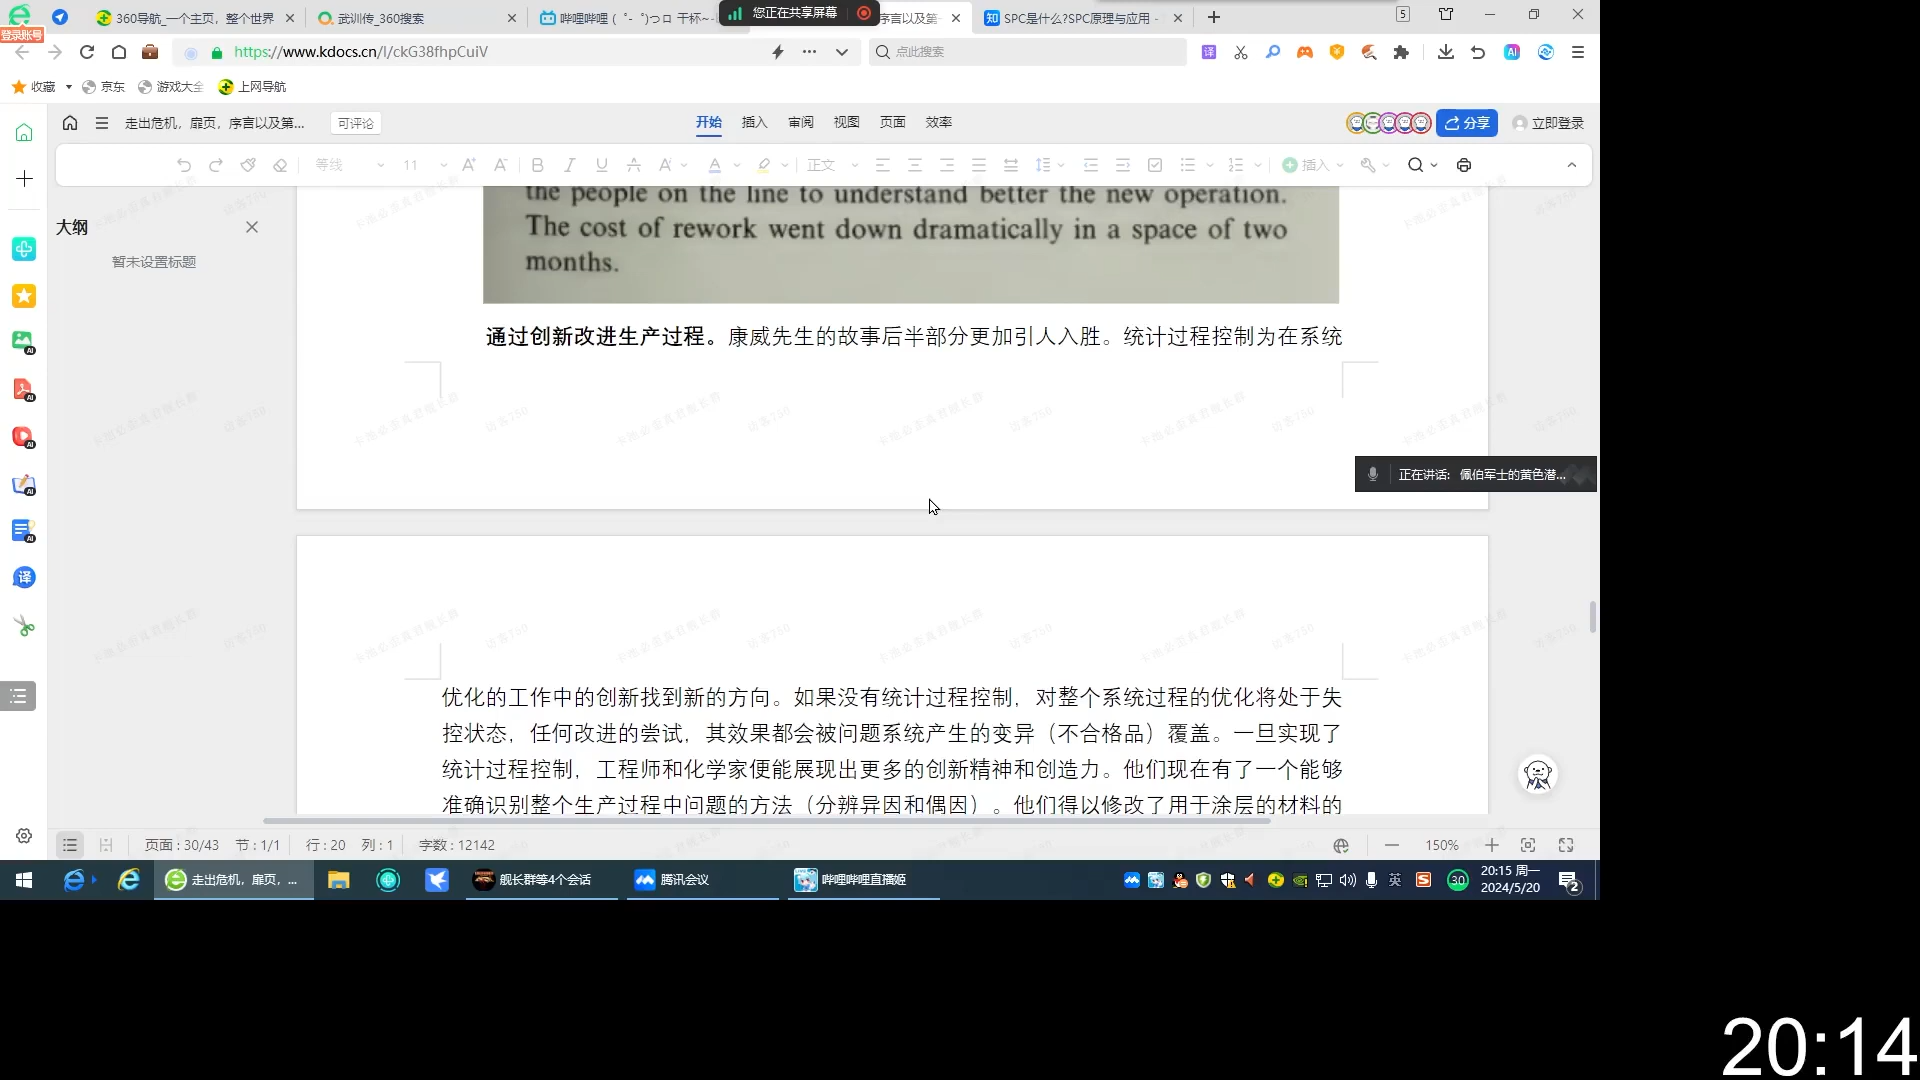 登录账号
360导航_一个主页，整个世界
武训传_360搜索
哔哩哔哩 (゜-゜)つロ 干杯~-
您正在共享屏幕
序言以及第
SPC是什么?SPC原理与应用 -
5
https://www.kdocs.cn/l/ckG38fhpCuiV
点此搜索
收藏
京东
游戏大全
上网导航
走出危机，扉页，序言以及第...
可评论
开始
插入
审阅
视图
页面
效率
分享
立即登录
等线
11
正文
插入
大纲
暂未设置标题
the people on the line to understand better the new operation.
The cost of rework went down dramatically in a space of two
months.
通过创新改进生产过程。康威先生的故事后半部分更加引人入胜。统计过程控制为在系统
正在讲话: 佩伯军士的黄色潜...
优化的工作中的创新找到新的方向。如果没有统计过程控制，对整个系统过程的优化将处于失
控状态，任何改进的尝试，其效果都会被问题系统产生的变异（不合格品）覆盖。一旦实现了
统计过程控制，工程师和化学家便能展现出更多的创新精神和创造力。他们现在有了一个能够
准确识别整个生产过程中问题的方法（分辨异因和偶因）。他们得以修改了用于涂层的材料的
页面: 30/43
节: 1/1
行: 20
列: 1
字数: 12142
150%
走出危机，扉页，...
舰长群等4个会话
腾讯会议
哔哩哔哩直播姬
英
30
20:15 周一
2024/5/20
2
20:14